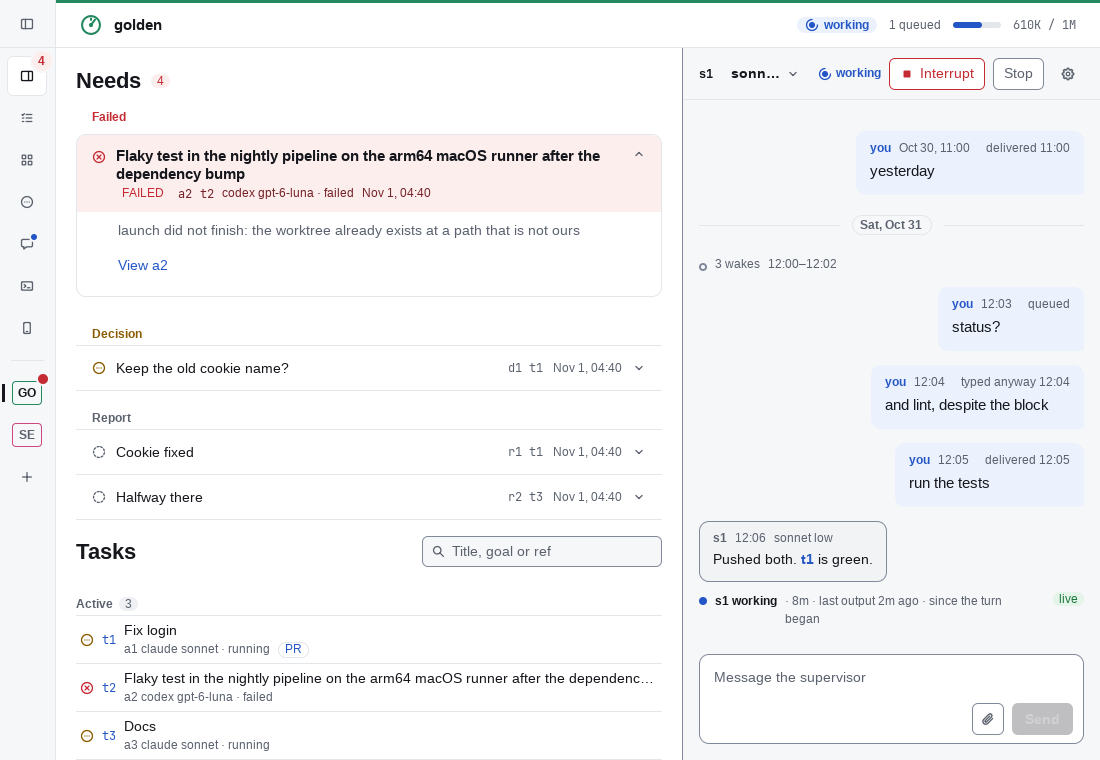 golden
working
1 queued
610K / 1M
4
GO
SE
Needs 4
Failed
Flaky test in the nightly pipeline on the arm64 macOS runner after the
dependency bump
FAILED a2 t2 codex gpt-6-luna · failed Nov 1, 04:40
launch did not finish: the worktree already exists at a path that is not ours
View a2
Decision
Keep the old cookie name? d1 t1 Nov 1, 04:40
Report
Cookie fixed r1 t1 Nov 1, 04:40
Halfway there r2 t3 Nov 1, 04:40
Tasks
Title, goal or ref
Active 3
t1 Fix login
a1 claude sonnet · running PR
t2 Flaky test in the nightly pipeline on the arm64 macOS runner after the dependenc…
a2 codex gpt-6-luna · failed
t3 Docs
a3 claude sonnet · running
s1 sonn… working Interrupt Stop
you Oct 30, 11:00 delivered 11:00
yesterday
Sat, Oct 31
3 wakes 12:00–12:02
you 12:03 queued
status?
you 12:04 typed anyway 12:04
and lint, despite the block
you 12:05 delivered 12:05
run the tests
s1 12:06 sonnet low
Pushed both. t1 is green.
s1 working · 8m · last output 2m ago · since the turn
began
live
Message the supervisor
Send